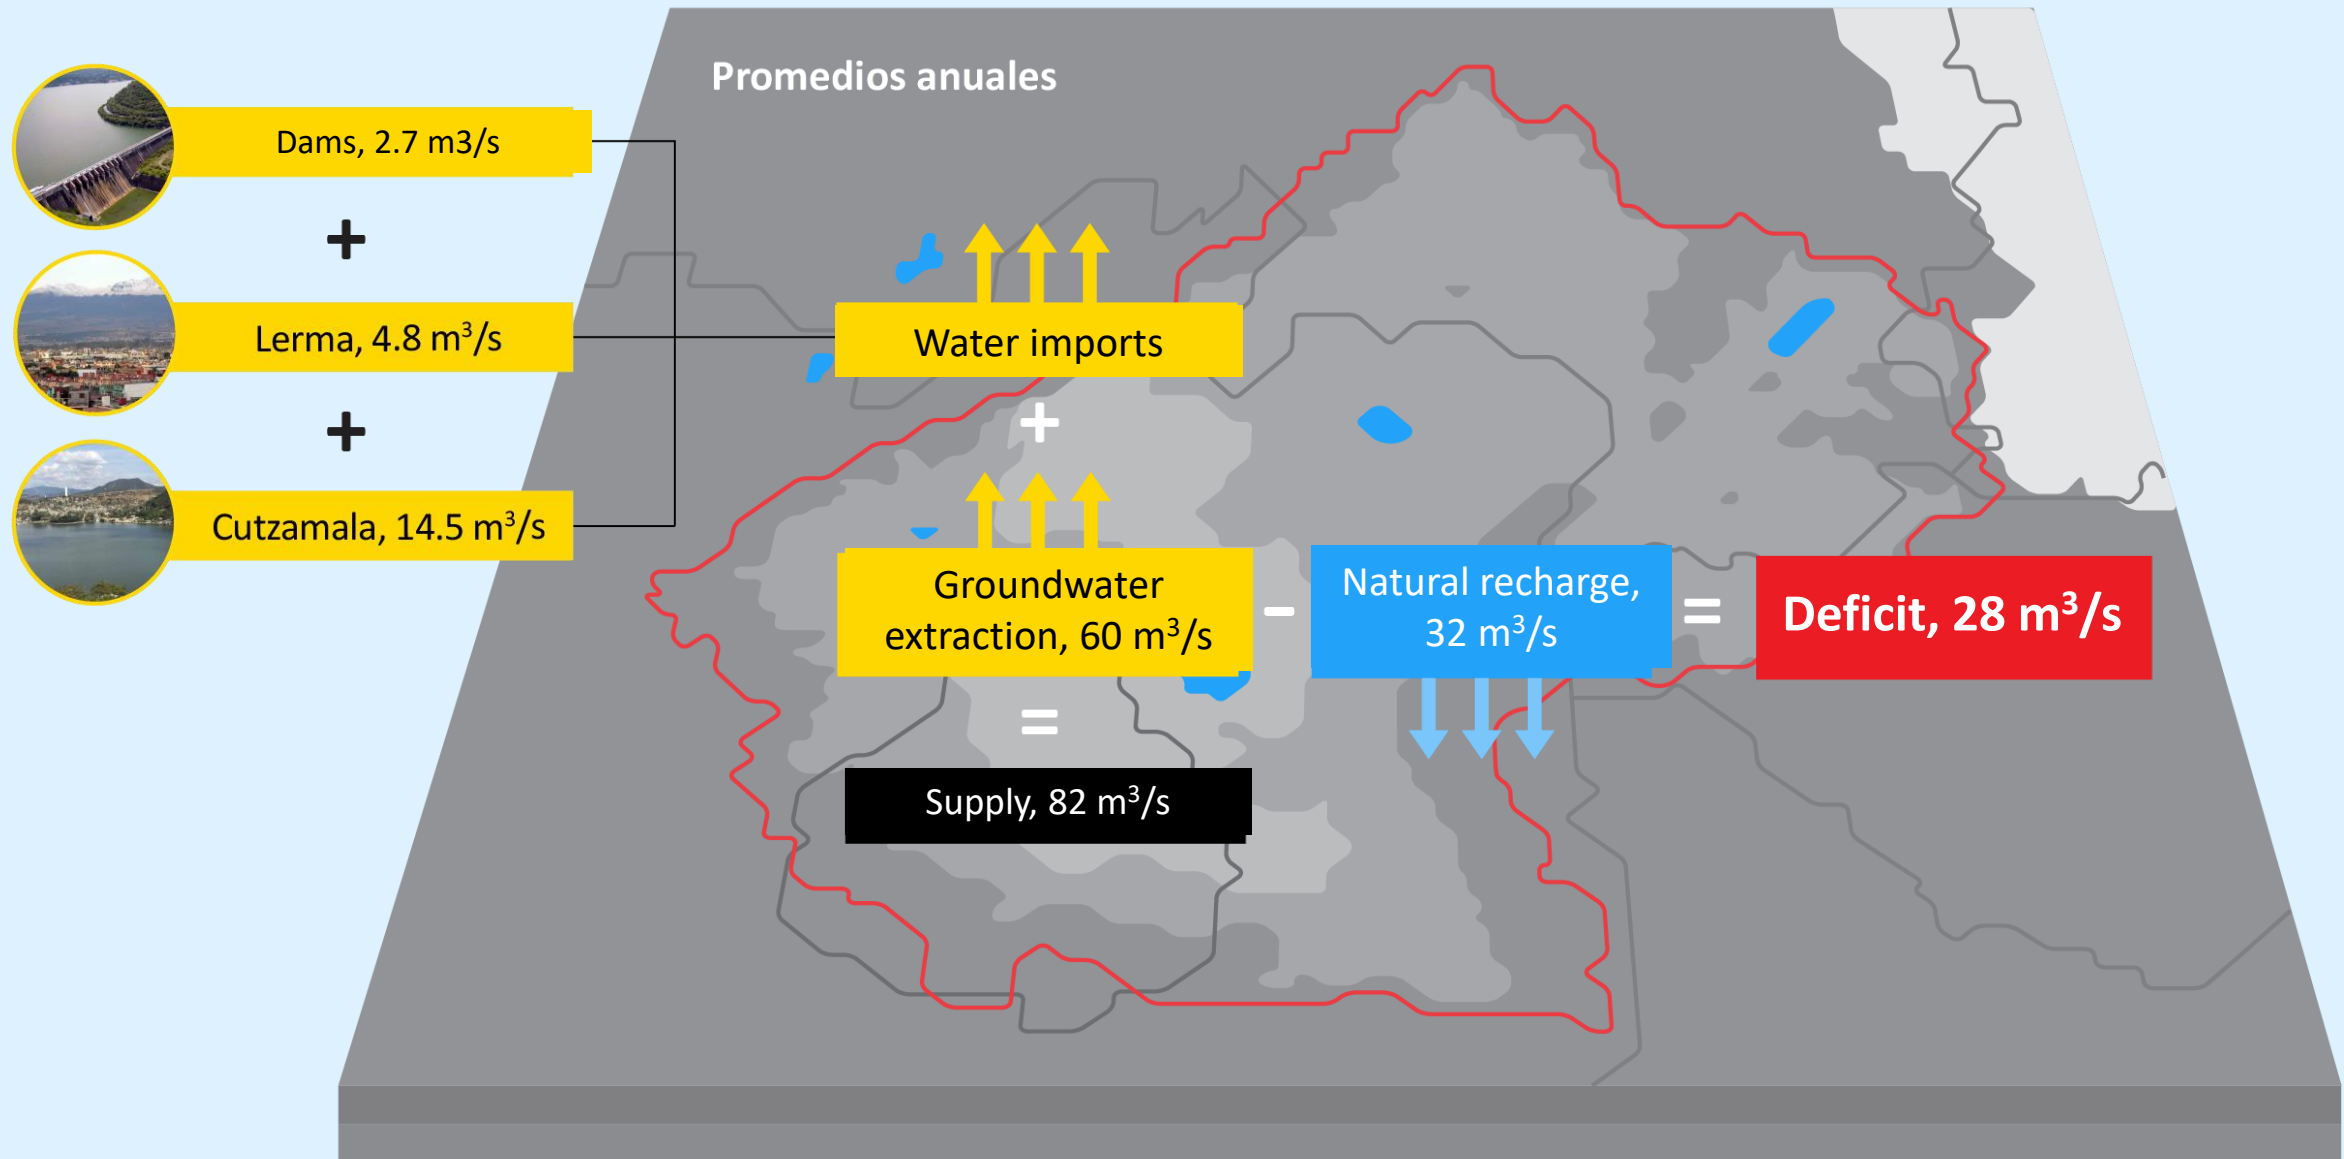 Promedios anuales
Dams, 2.7 m3/s
+
Lerma, 4.8 m³/s
+
Cutzamala, 14.5 m³/s
Water imports
+
Groundwater
extraction, 60 m³/s
–
Natural recharge,
32 m³/s
=
Deficit, 28 m³/s
=
Supply, 82 m³/s